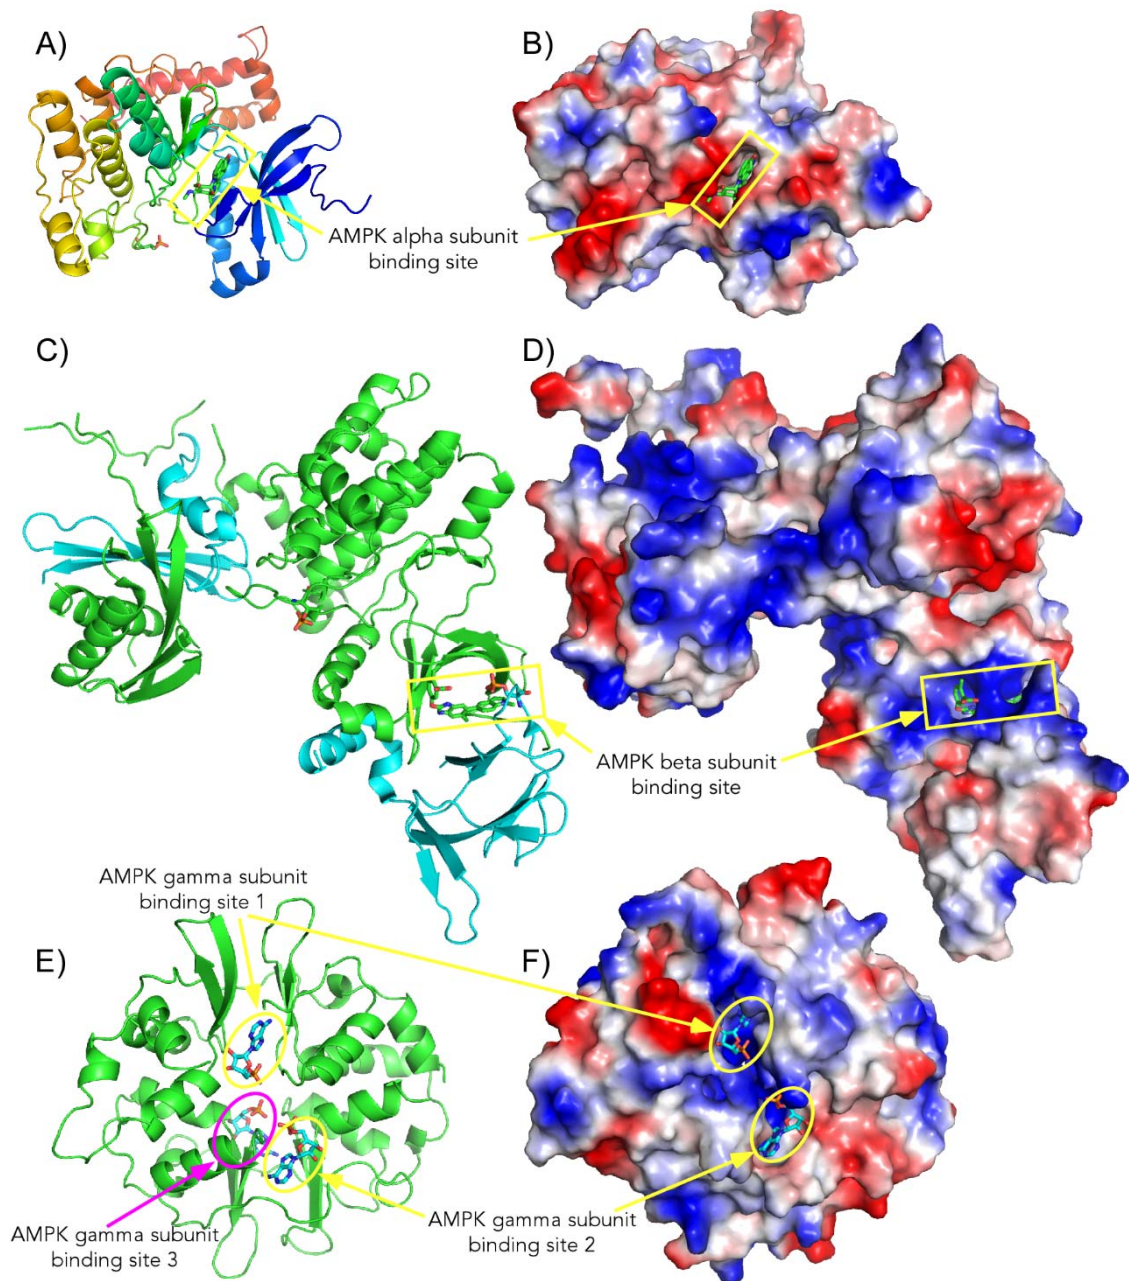 A)
B)
AMPK alpha subunit
binding site
C)
D)
AMPK beta subunit
binding site
AMPK gamma subunit
binding site 1
E)
F)
AMPK gamma subunit
binding site 3
AMPK gamma subunit
binding site 2